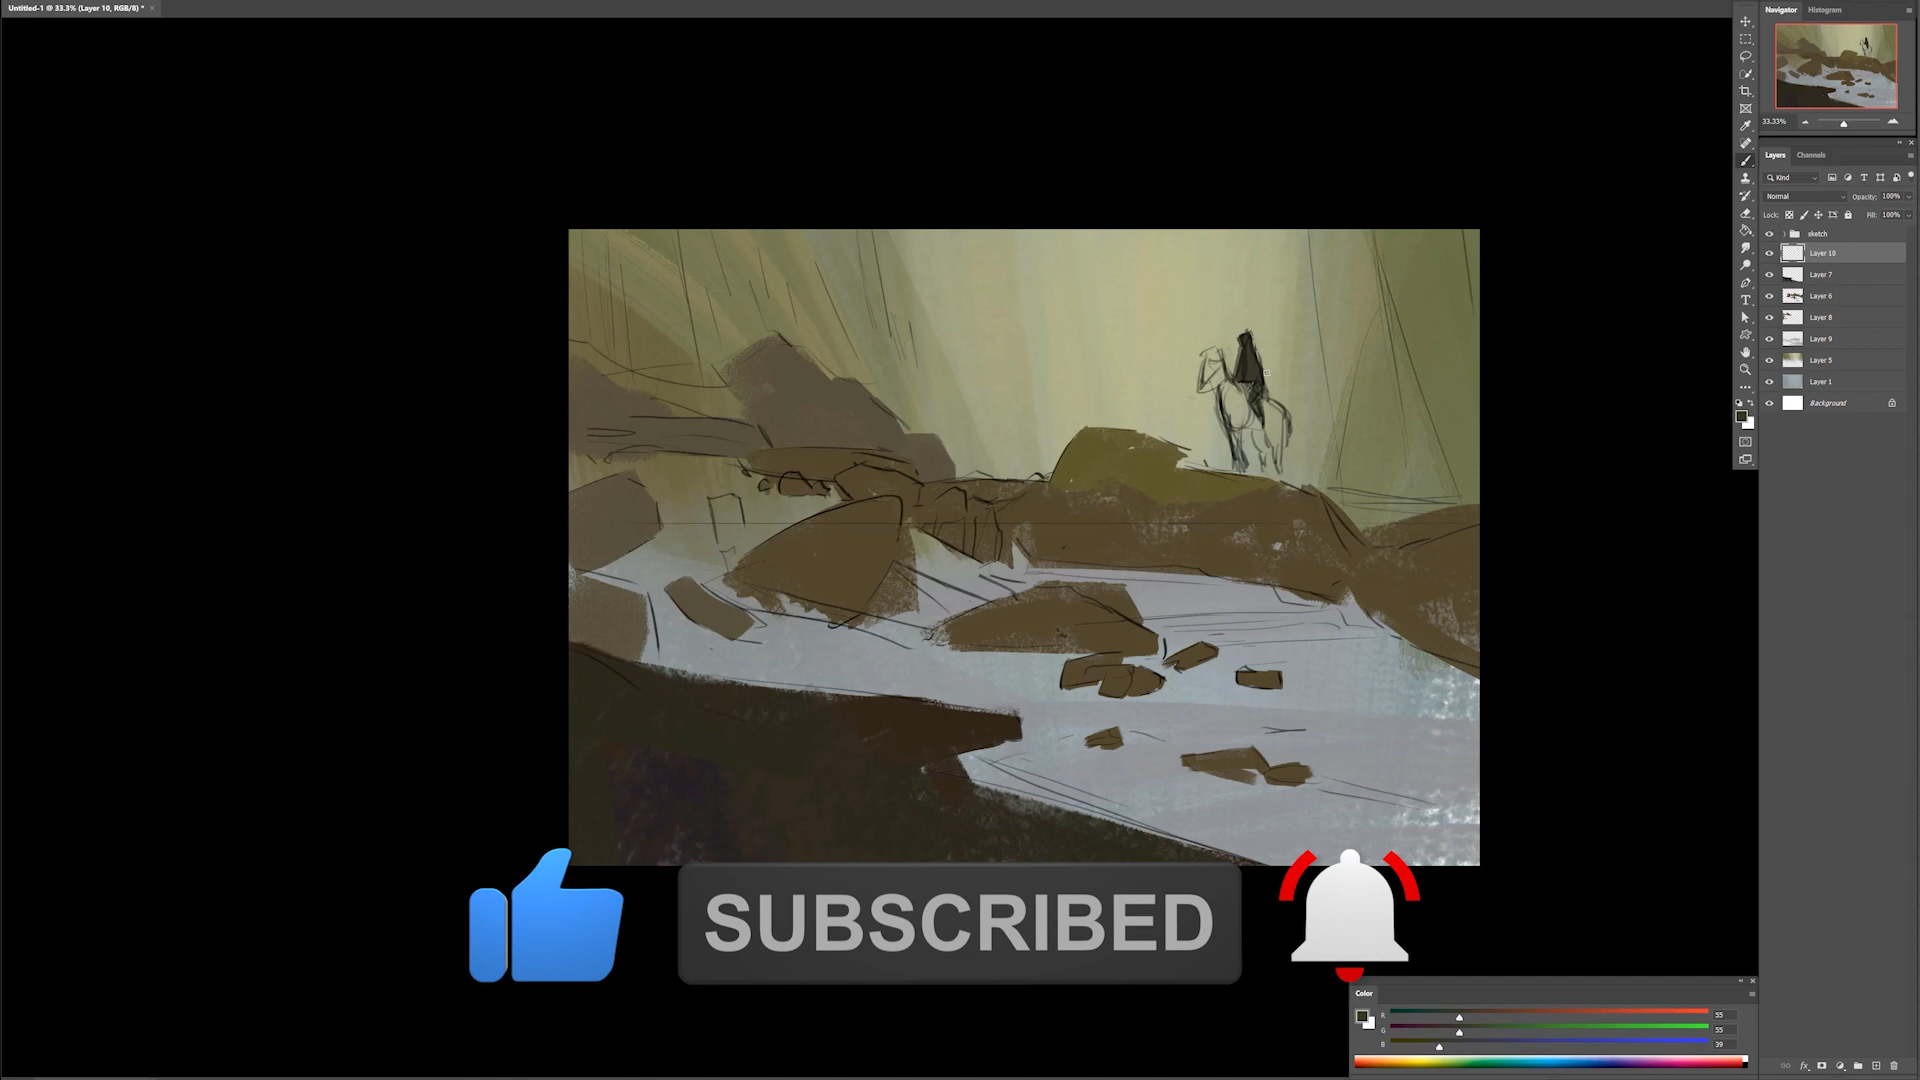 Untitled-1 @ 33.3% (Layer 10, RGB/8) *
Navigator Histogram
33.33%
Layers Channels
Kind
Normal Opacity: 100%
Lock: Fill: 100%
sketch
Layer 10
Layer 7
Layer 6
Layer 8
Layer 9
Layer 5
Layer 1
Background
SUBSCRIBED
Color
R 55
G 55
B 39
fx